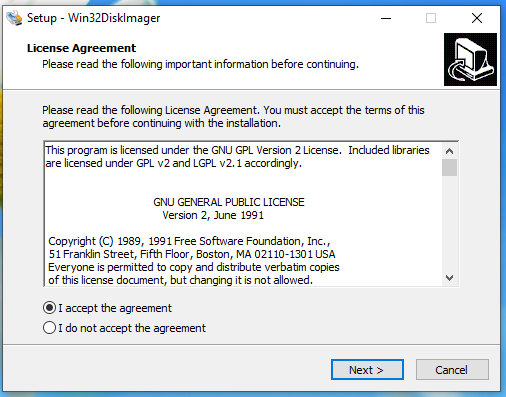 Setup - Win32DiskImager
License Agreement
Please read the following important information before continuing.
Please read the following License Agreement. You must accept the terms of this
agreement before continuing with the installation.
This program is licensed under the GNU GPL Version 2 License.  Included libraries
are licensed under GPL v2 and LGPL v2.1 accordingly.
GNU GENERAL PUBLIC LICENSE
Version 2, June 1991
Copyright (C) 1989, 1991 Free Software Foundation, Inc.,
51 Franklin Street, Fifth Floor, Boston, MA 02110-1301 USA
Everyone is permitted to copy and distribute verbatim copies
of this license document, but changing it is not allowed.
I accept the agreement
I do not accept the agreement
Next >
Cancel